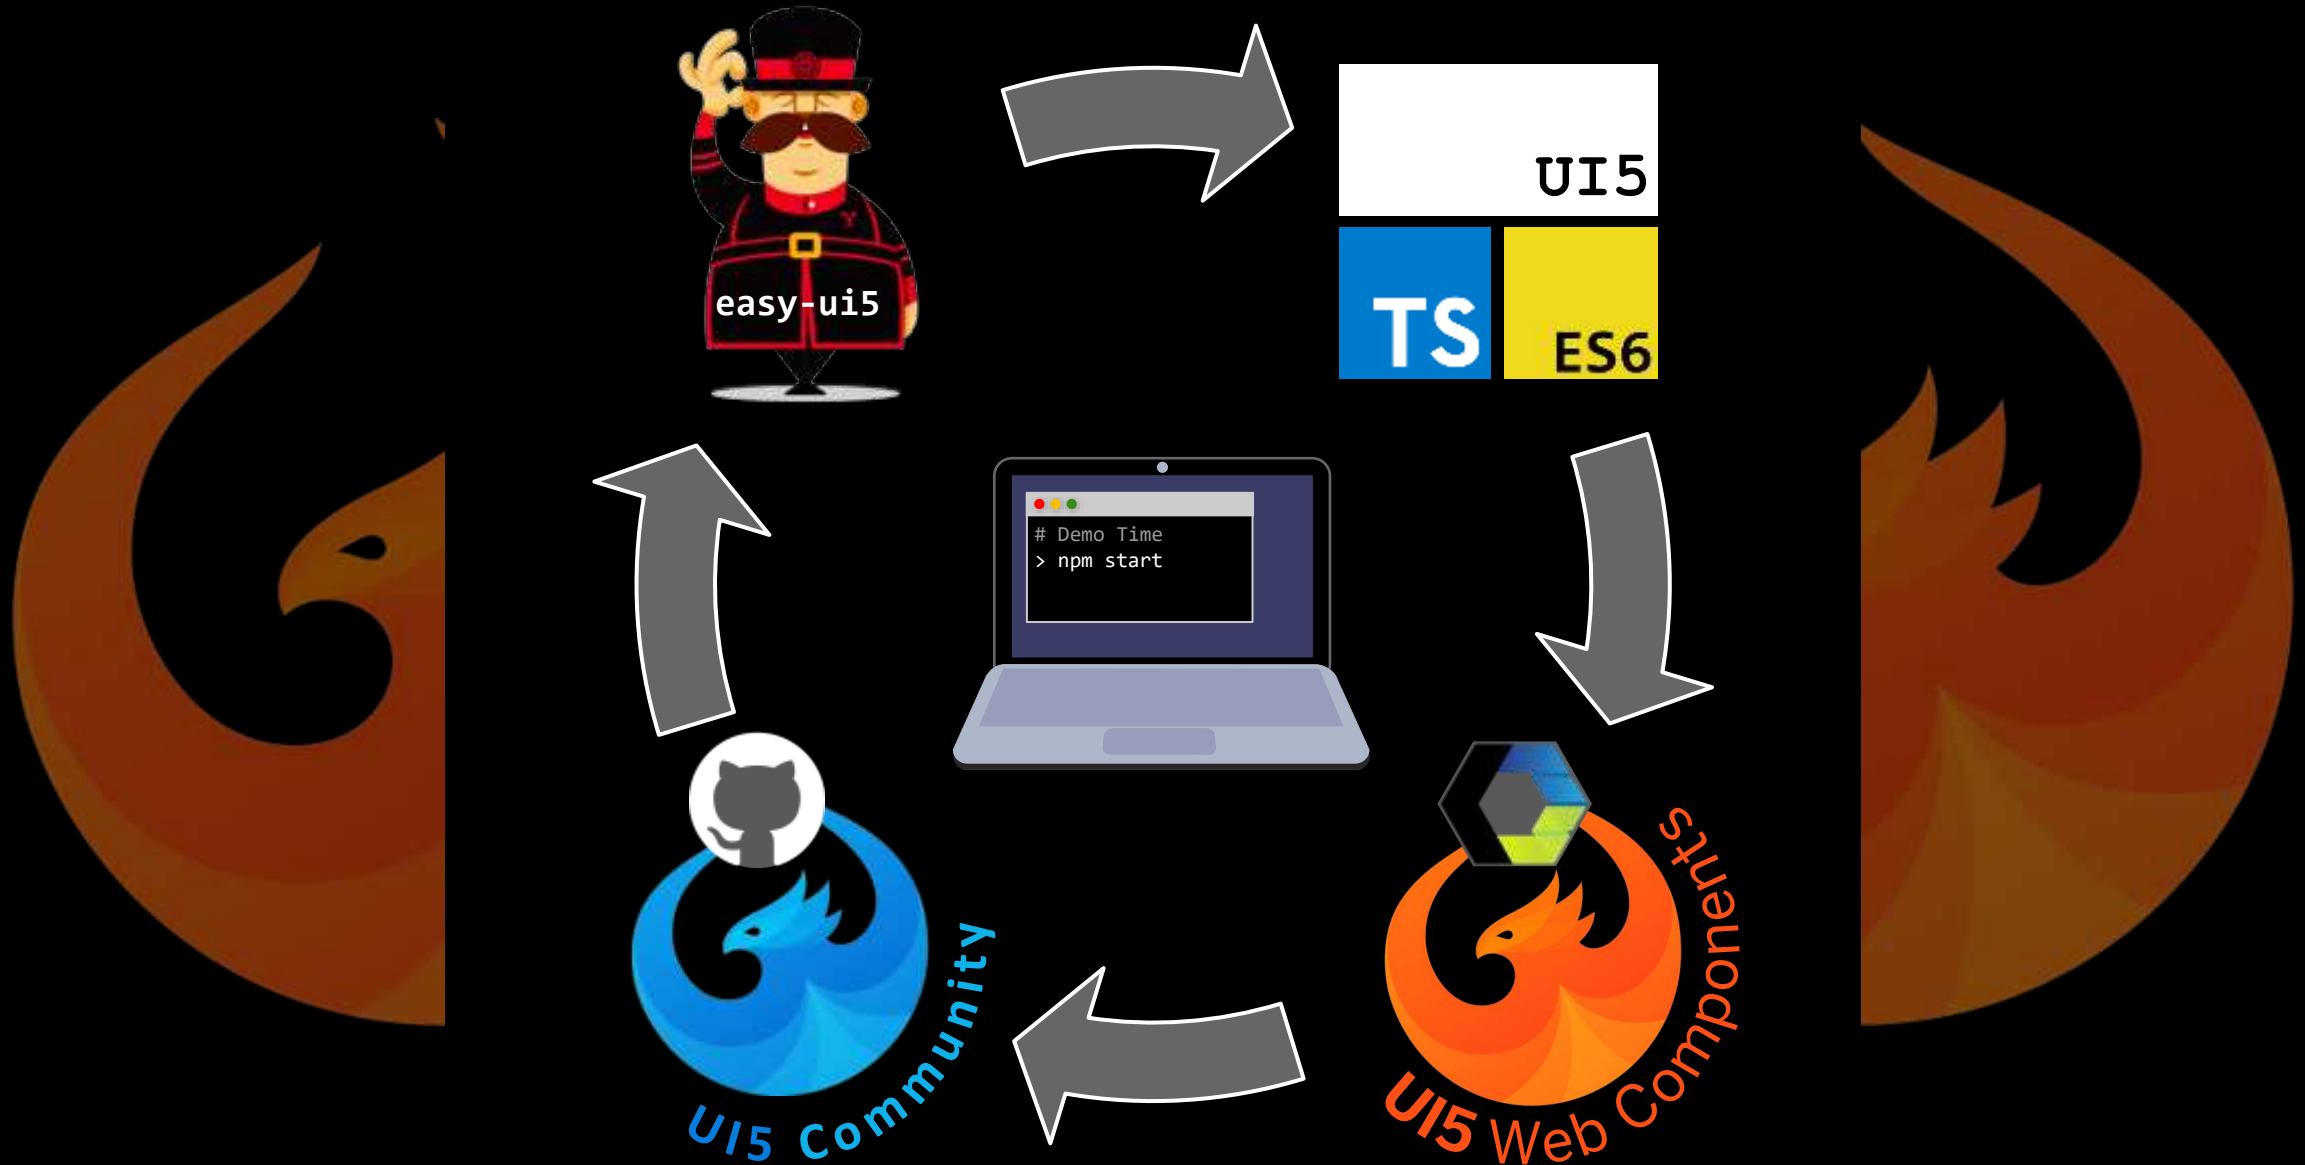 easy-ui5
UI5
TS
ES6
# Demo Time
> npm start
UI5 Community
UI5 Web Components